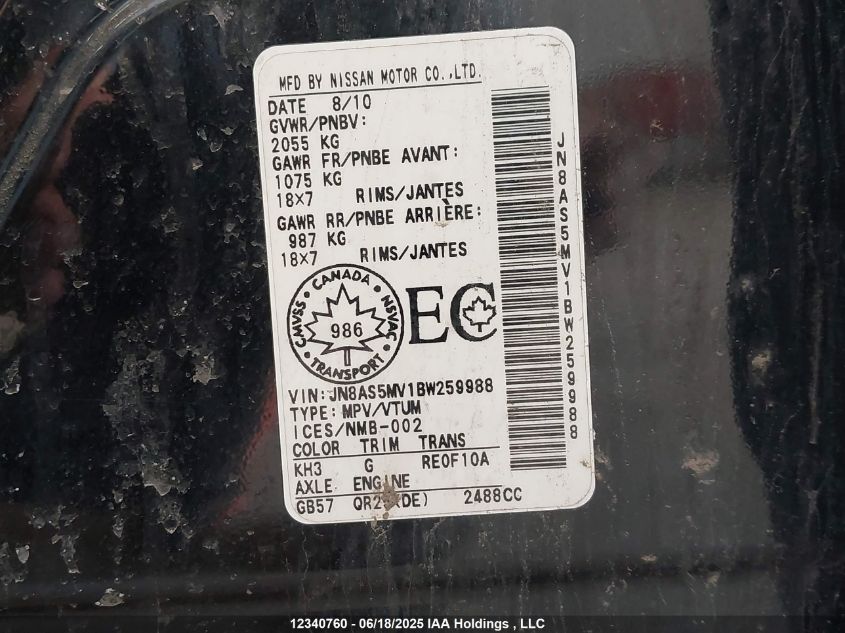 MFD BY NISSAN MOTOR CO.,LTD.
DATE 8/10
GVWR/PNBV:
2055 KG
GAWR FR/PNBE AVANT:
1075 KG
18×7 RIMS/JANTES
GAWR RR/PNBE ARRIÈRE:
987 KG
18×7 RIMS/JANTES
CANADA
CMVSS • NSVAC
986
TRANSPORT
EC
VIN:JN8AS5MV1BW259988
TYPE:MPV/VTUM
ICES/NMB-002
COLOR TRIM TRANS
KH3 G RE0F10A
AXLE ENGINE
GB57 DE) 2488CC
JN8AS5MV1BW259988
12340760 - 06/18/2025 IAA Holdings , LLC